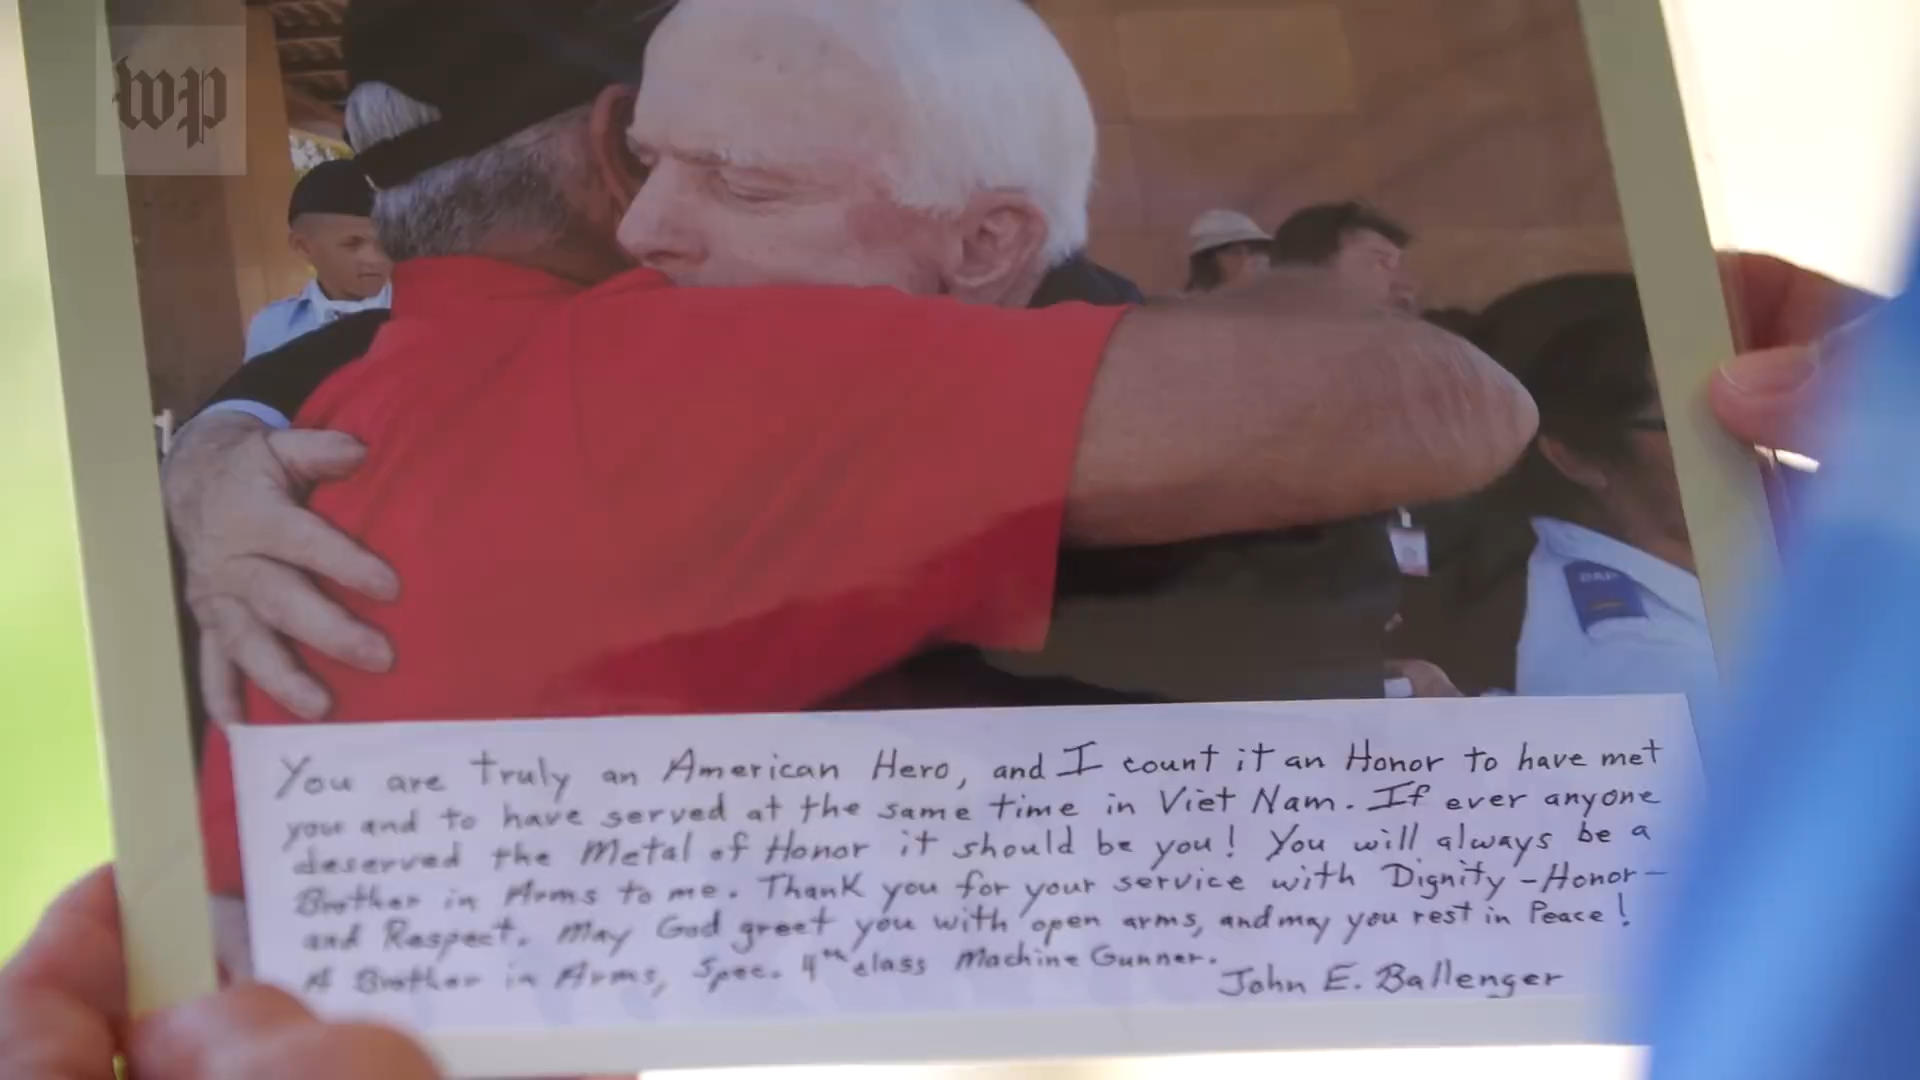 wp
You are truly an American Hero, and I count it an Honor to have met
you and to have served at the same time in Viet Nam. If ever anyone
deserved the Metal of Honor it should be you! You will always be a
Brother in Arms to me. Thank you for your service with Dignity - Honor -
and Respect. May God greet you with open arms, and may you rest in Peace!
A Brother in Arms, Spec. 4th class Machine Gunner.
John E. Ballenger